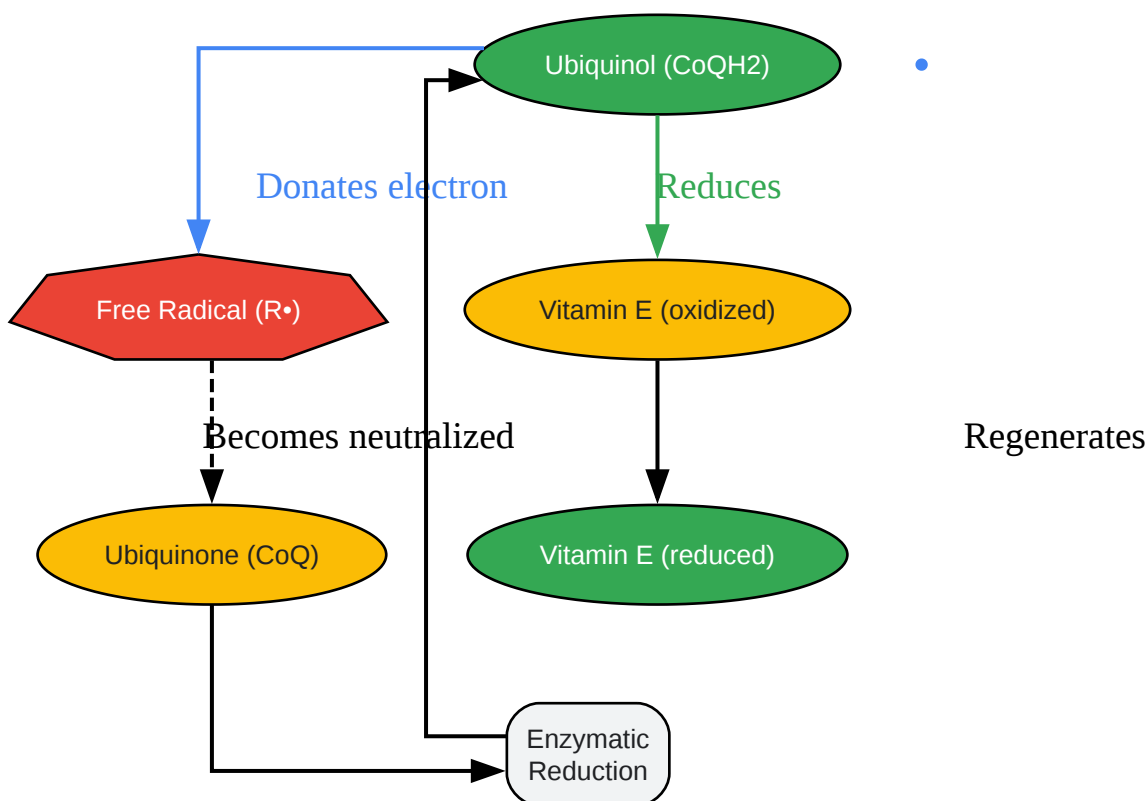 Ubiquinol (CoQH2)
Donates electron
Reduces
Free Radical (R•)
Vitamin E (oxidized)
Becomes neutralized
Regenerates
Ubiquinone (CoQ)
Vitamin E (reduced)
Enzymatic
Reduction